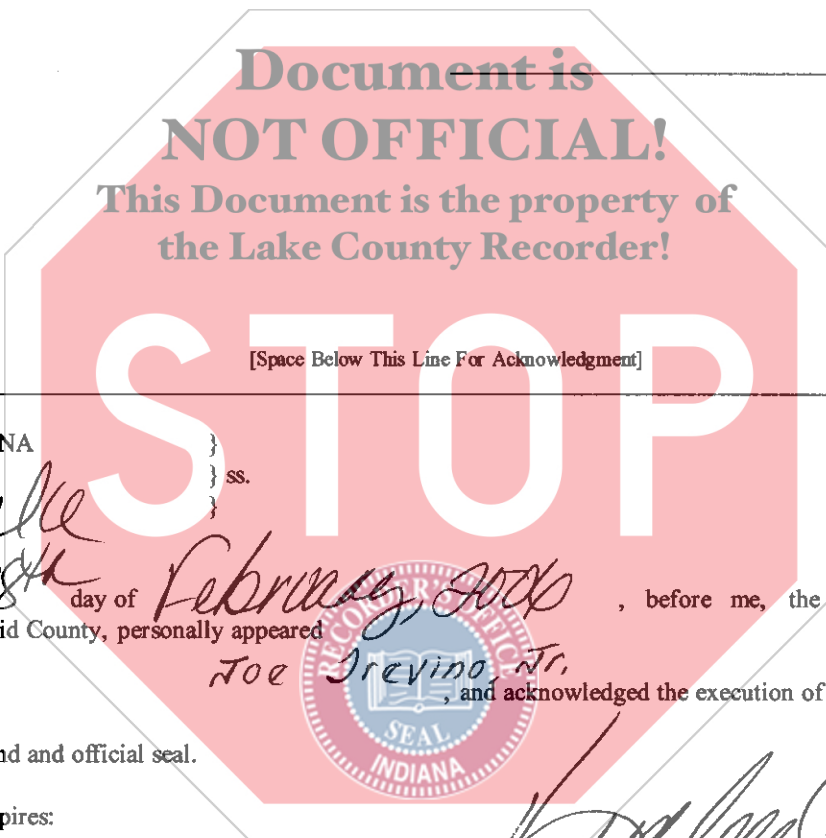 Document is
NOT OFFICIAL!
This Document is the property of
the Lake County Recorder!
STOP
[Space Below This Line For Acknowledgment]
NA }
} ss.
}
8th day of February, 2006 , before me, the
id County, personally appeared
Joe Trevino, Jr.
, and acknowledged the execution of
RECORDER'S OFFICE
SEAL
INDIANA
nd and official seal.
pires: